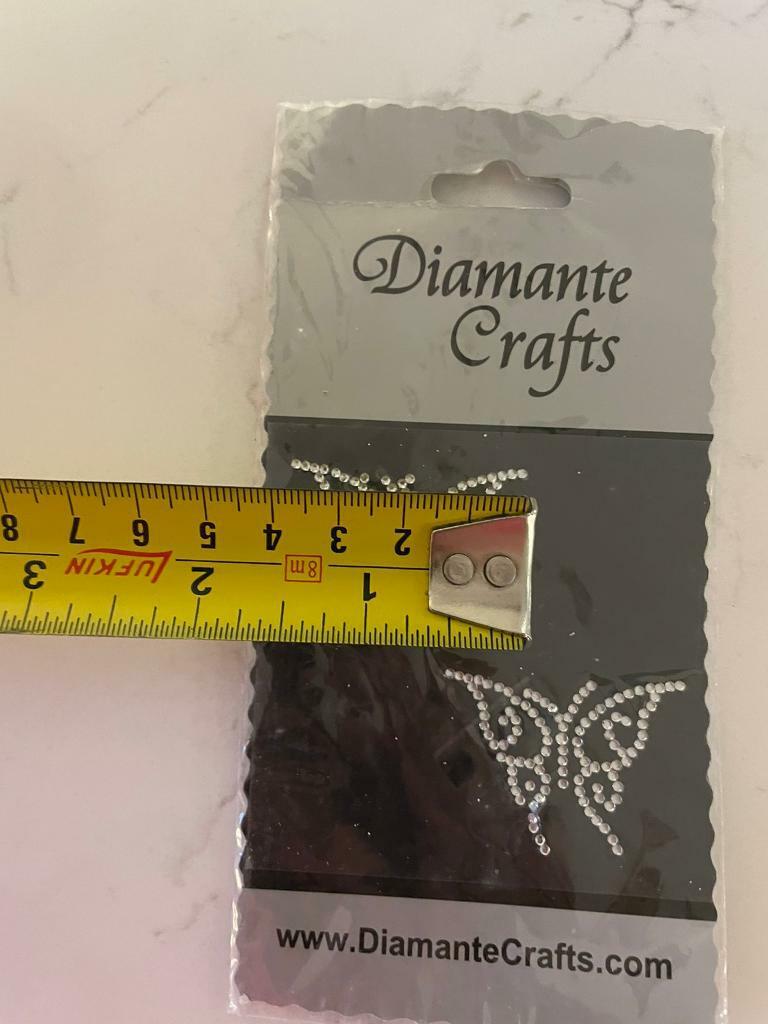 Diamante
Crafts
8 7 6 5 4 3 2
3 LUFKIN 2 8m 1
www.DiamanteCrafts.com